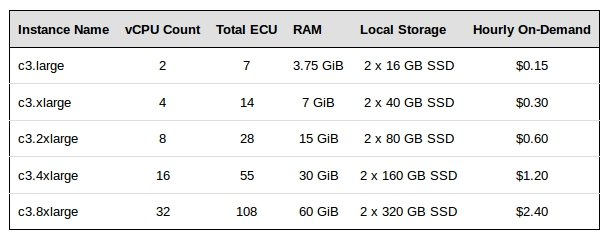 Instance Name vCPU Count Total ECU RAM Local Storage Hourly On-Demand
c3.large 2 7 3.75 GiB 2 x 16 GB SSD $0.15
c3.xlarge 4 14 7 GiB 2 x 40 GB SSD $0.30
c3.2xlarge 8 28 15 GiB 2 x 80 GB SSD $0.60
c3.4xlarge 16 55 30 GiB 2 x 160 GB SSD $1.20
c3.8xlarge 32 108 60 GiB 2 x 320 GB SSD $2.40